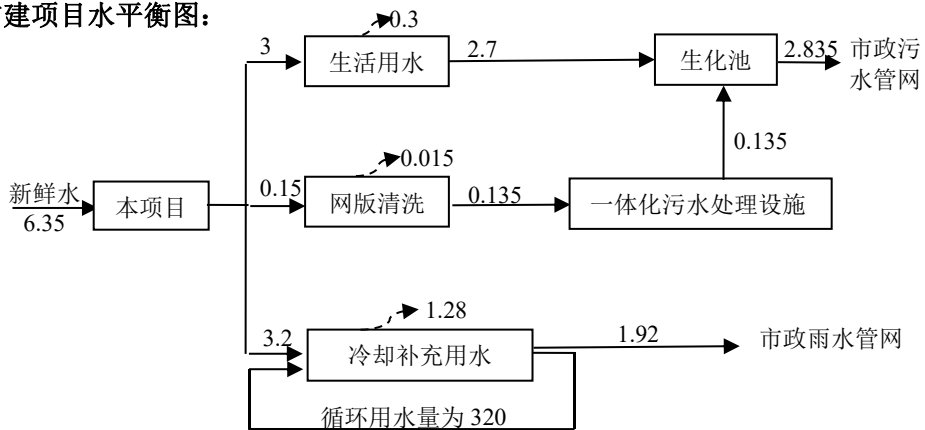 建项目水平衡图：
0.3
3
生活用水
2.7
生化池
2.835
市政污
水管网
0.135
0.015
新鲜水
6.35
本项目
0.15
网版清洗
0.135
一体化污水处理设施
1.28
3.2
冷却补充用水
1.92
市政雨水管网
循环用水量为 320